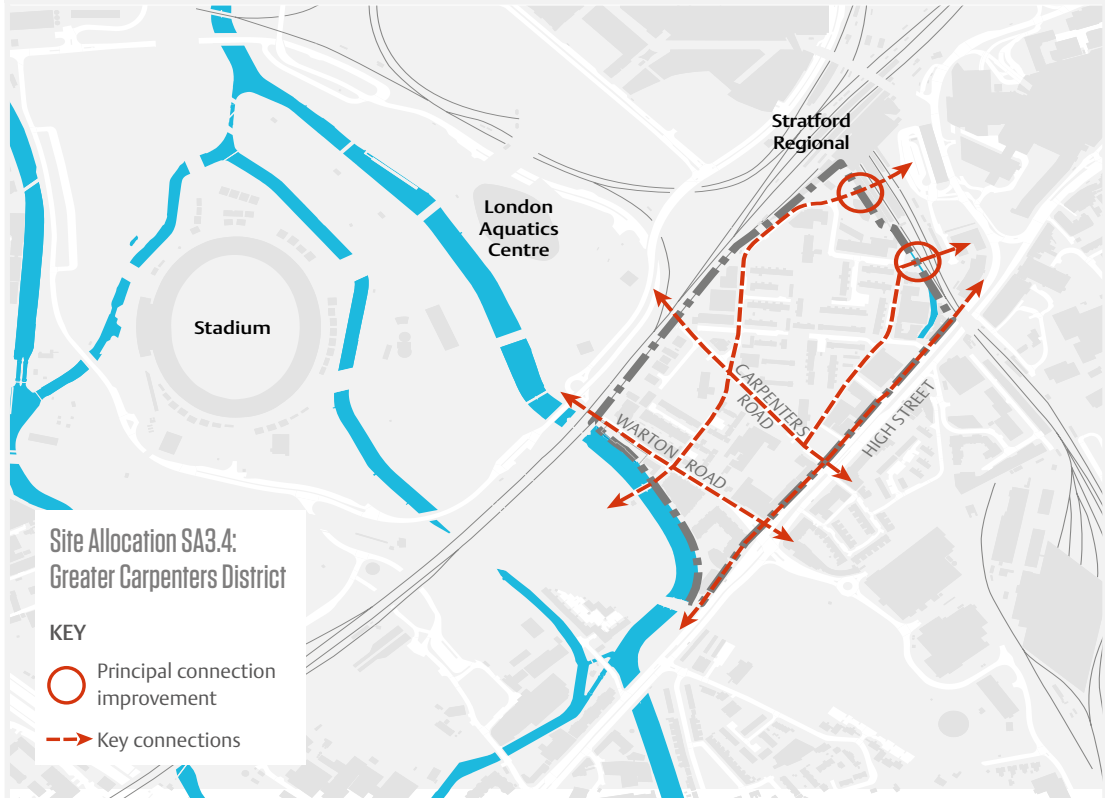 Stratford
Regional
London
Aquatics
Centre
Stadium
CARPENTERS
ROAD
HIGH STREET
WARTON ROAD
Site Allocation SA3.4:
Greater Carpenters District
KEY
Principal connection
improvement
Key connections